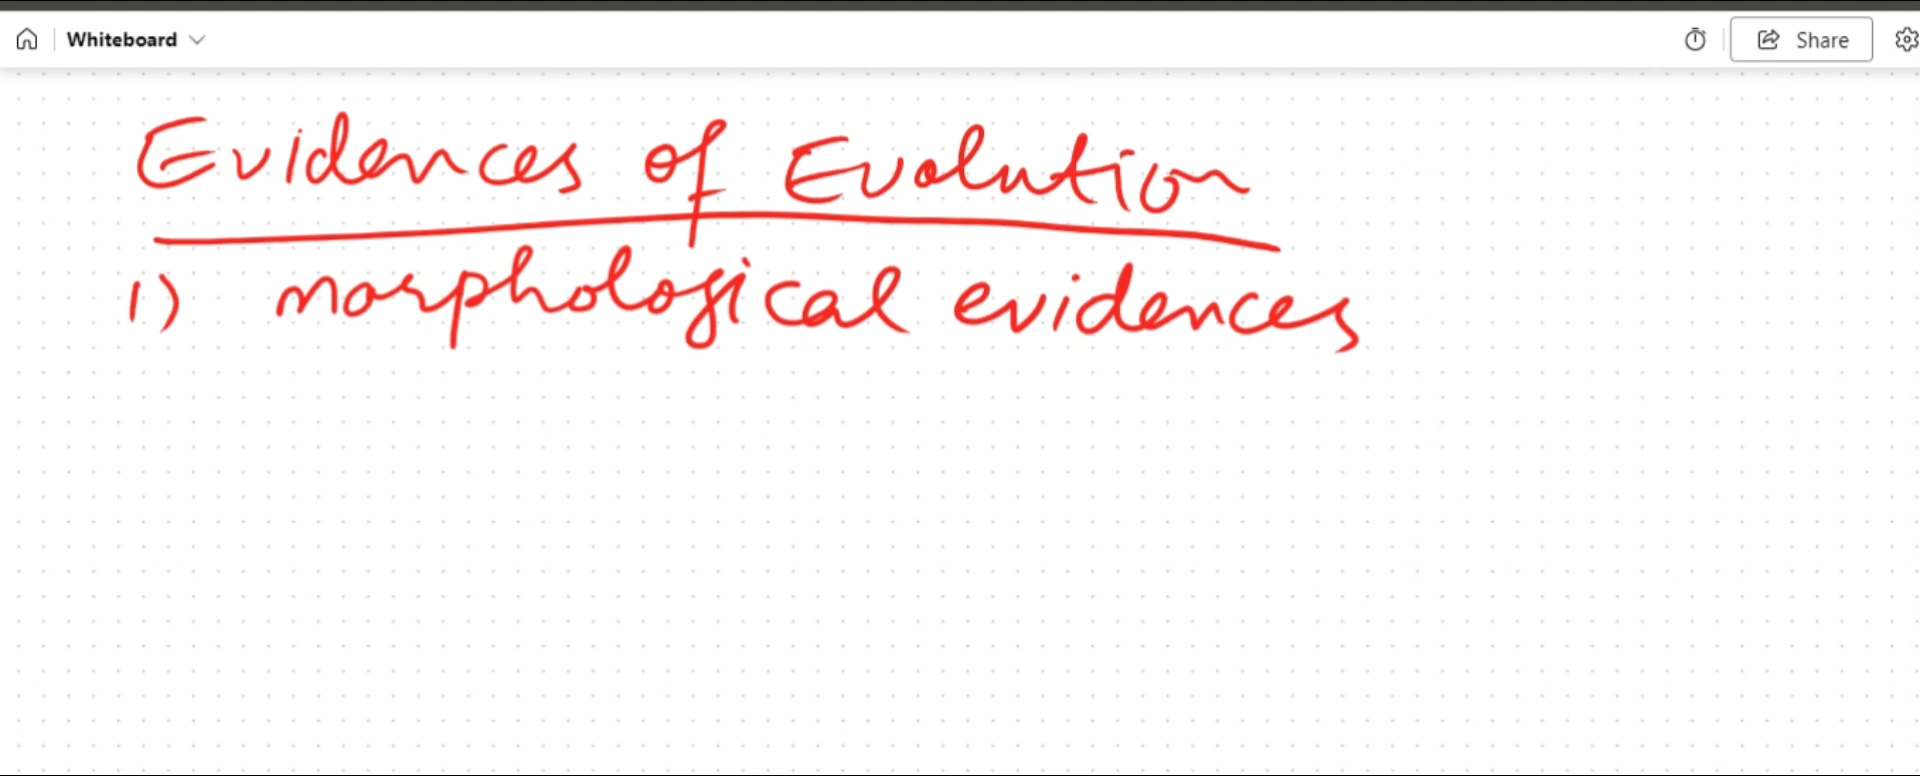 Whiteboard
Share
Evidences of Evolution
1) morphological evidences